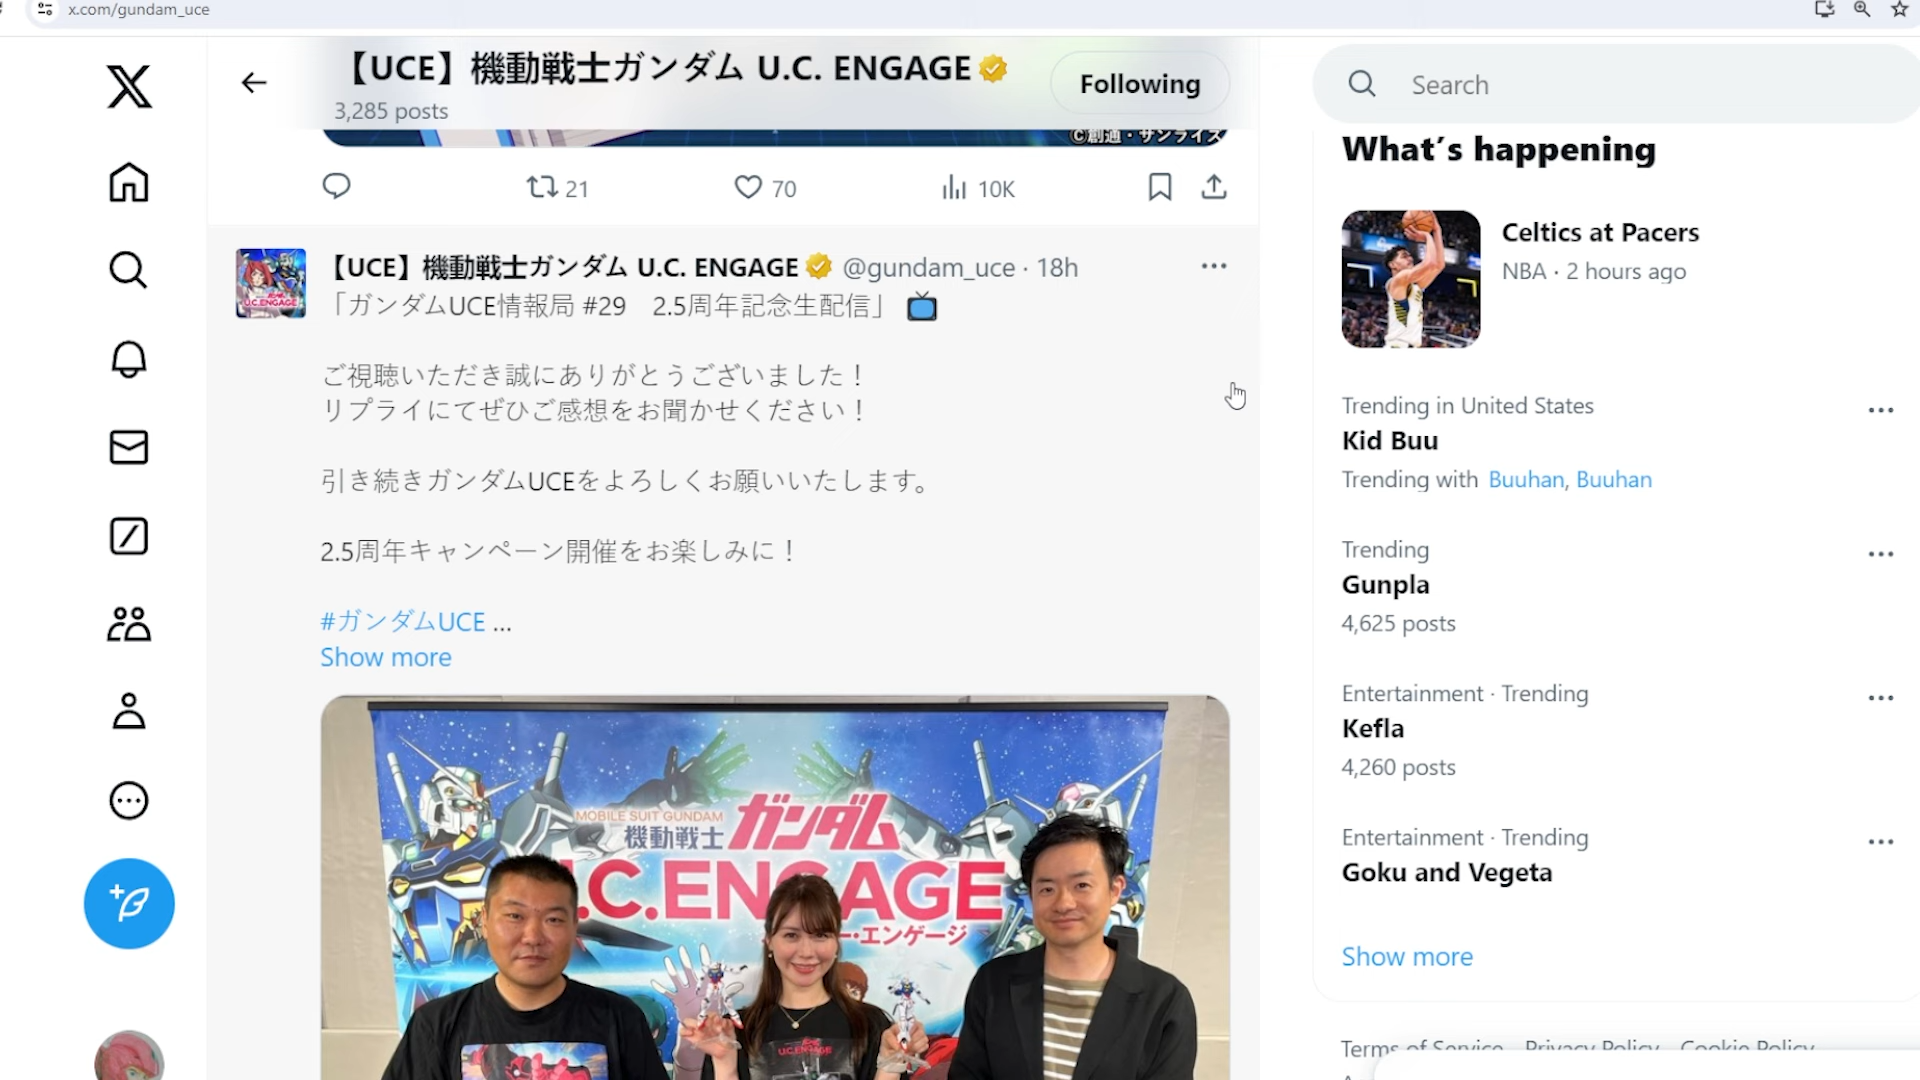 x.com/gundam_uce
【UCE】機動戦士ガンダム U.C. ENGAGE
3,285 posts
Following
Search
©創通・サンライズ
21
70
10K
【UCE】機動戦士ガンダム U.C. ENGAGE @gundam_uce · 18h
「ガンダムUCE情報局 #29　2.5周年記念生配信」
ご視聴いただき誠にありがとうございました！
リプライにてぜひご感想をお聞かせください！
引き続きガンダムUCEをよろしくお願いいたします。
2.5周年キャンペーン開催をお楽しみに！
#ガンダムUCE ...
Show more
MOBILE SUIT GUNDAM
機動戦士 ガンダム
U.C.ENGAGE
ー・エンゲージ
U.C.ENGAGE
What's happening
Celtics at Pacers
NBA · 2 hours ago
Trending in United States
Kid Buu
Trending with Buuhan, Buuhan
Trending
Gunpla
4,625 posts
Entertainment · Trending
Kefla
4,260 posts
Entertainment · Trending
Goku and Vegeta
Show more
Terms of Service Privacy Policy Cookie Policy